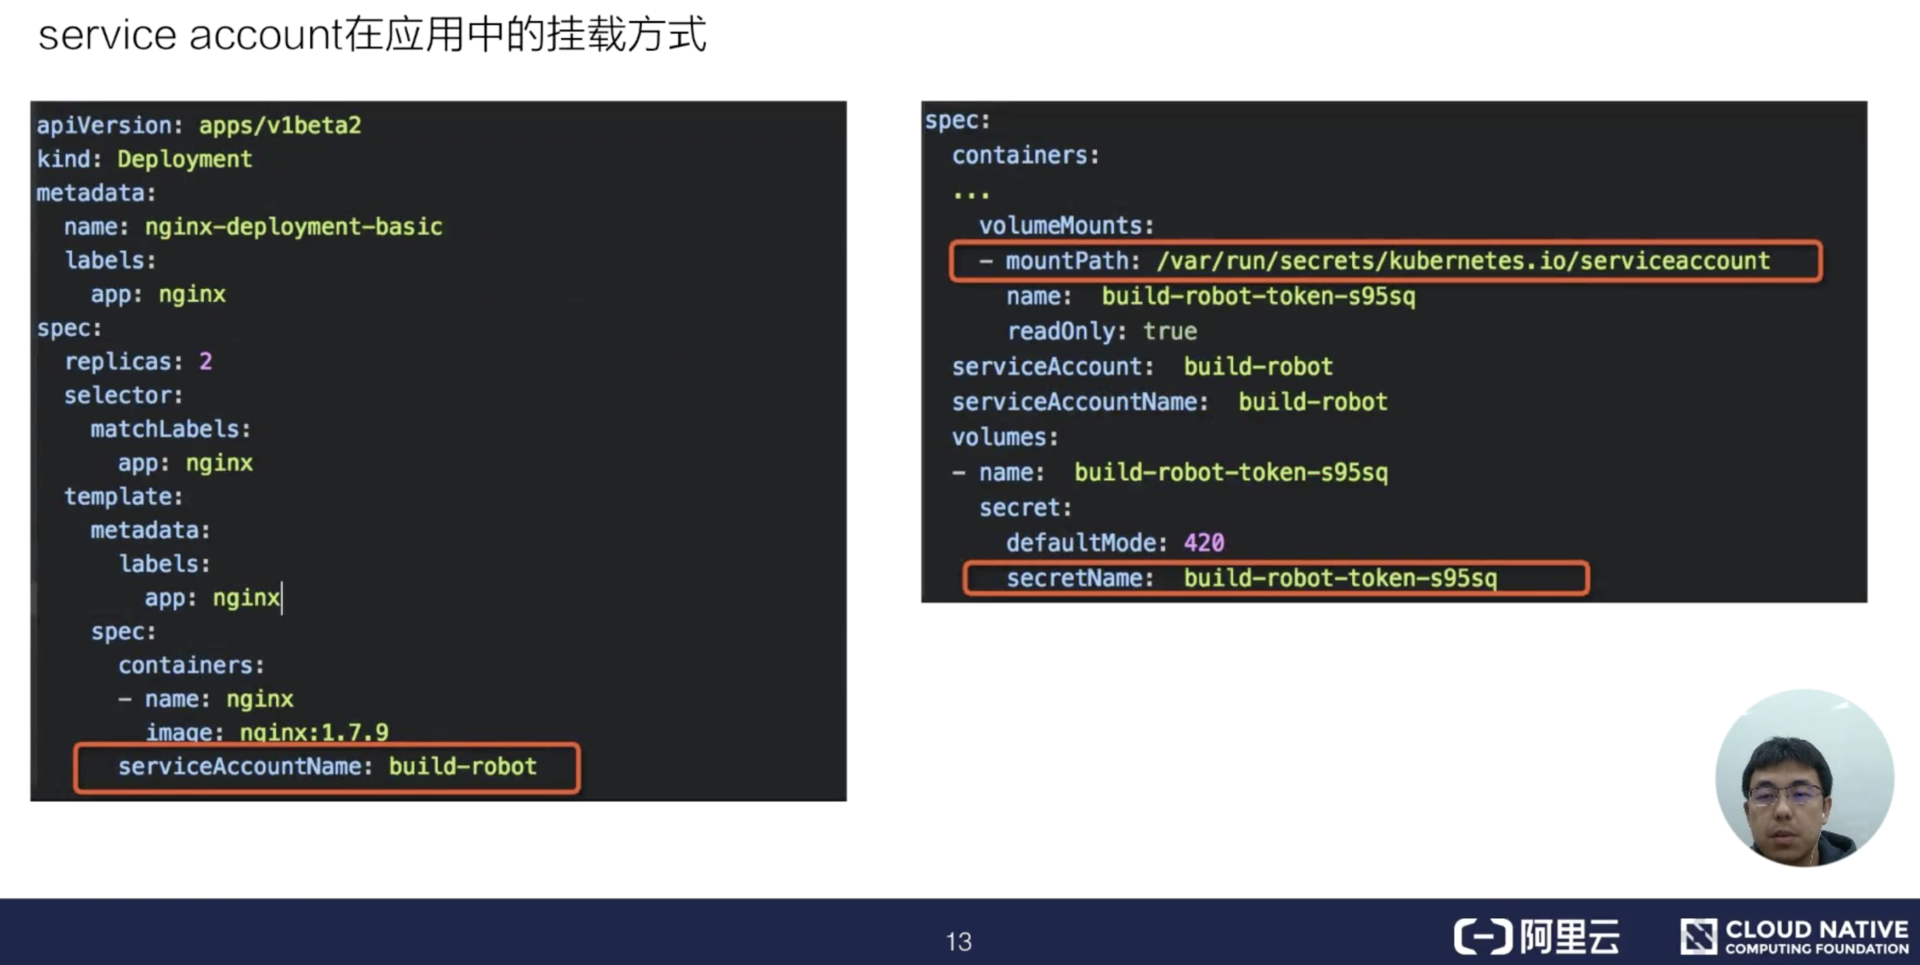 service account在应用中的挂载方式
apiVersion: apps/v1beta2
kind: Deployment
metadata:
  name: nginx-deployment-basic
  labels:
    app: nginx
spec:
  replicas: 2
  selector:
    matchLabels:
      app: nginx
  template:
    metadata:
      labels:
        app: nginx
    spec:
      containers:
      - name: nginx
        image: nginx:1.7.9
      serviceAccountName: build-robot
spec:
  containers:
  ...
    volumeMounts:
    - mountPath: /var/run/secrets/kubernetes.io/serviceaccount
      name:  build-robot-token-s95sq
      readOnly: true
  serviceAccount:  build-robot
  serviceAccountName:  build-robot
  volumes:
  - name:  build-robot-token-s95sq
    secret:
      defaultMode: 420
      secretName:  build-robot-token-s95sq
13
阿里云
CLOUD NATIVE
COMPUTING FOUNDATION